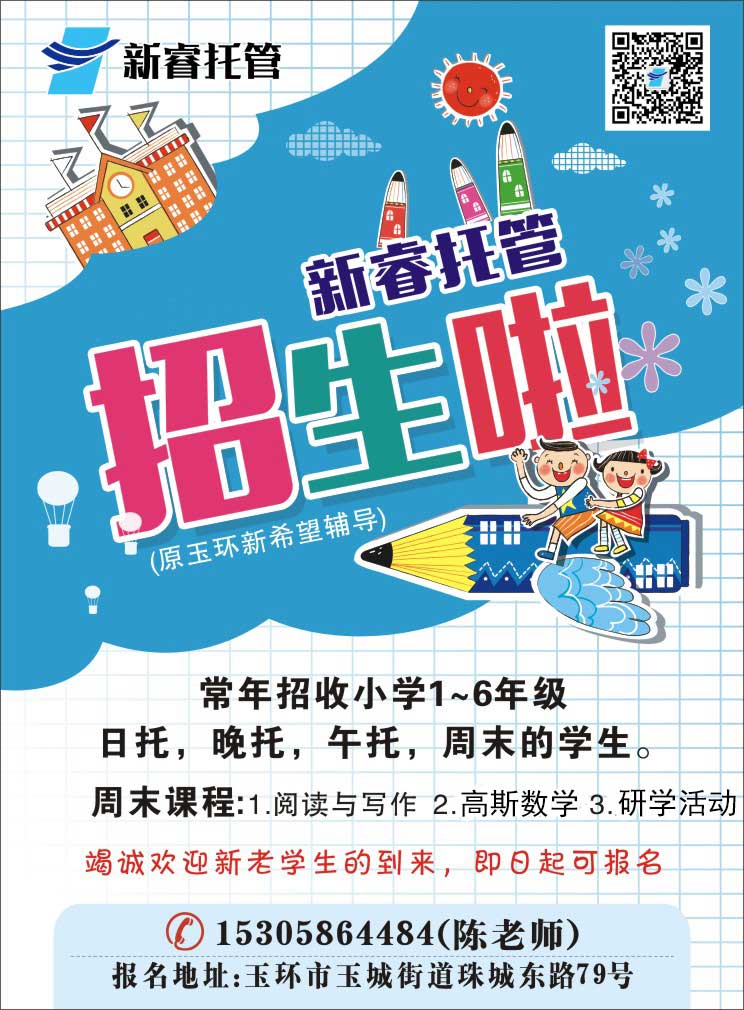 新睿托管
新睿托管
招生啦
(原玉环新希望辅导)
常年招收小学1~6年级
日托，晚托，午托，周末的学生。
周末课程:1.阅读与写作 2.高斯数学 3.研学活动
竭诚欢迎新老学生的到来，即日起可报名
15305864484(陈老师)
报名地址:玉环市玉城街道珠城东路79号